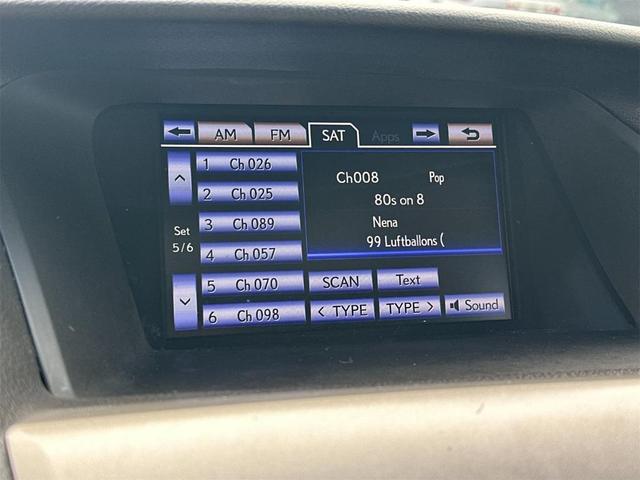 AM FM SAT Apps
1 Ch 026
2 Ch 025
3 Ch 089
4 Ch 057
5 Ch 070
6 Ch 098
Set
5/6
Ch008 Pop
80s on 8
Nena
99 Luftballons (
SCAN Text
< TYPE TYPE > Sound